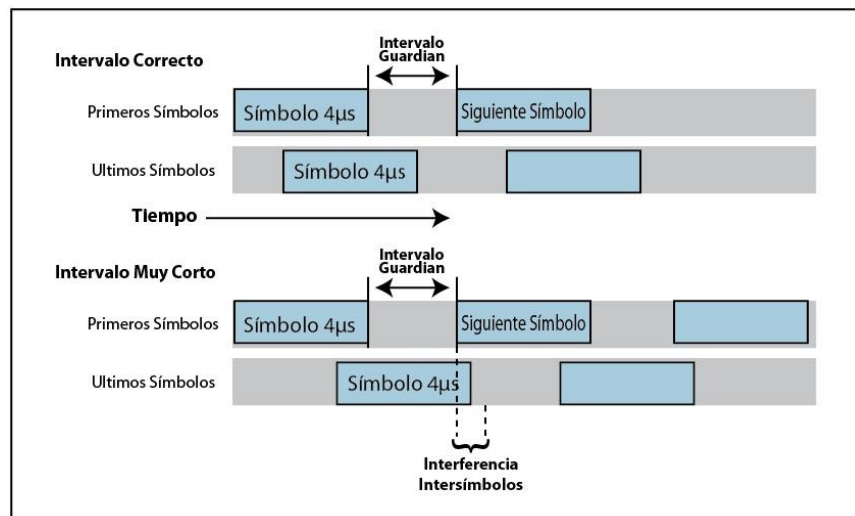 Intervalo
Guardian
Intervalo Correcto
Primeros Símbolos
Símbolo 4µs
Siguiente Símbolo
Ultimos Símbolos
Símbolo 4µs
Tiempo
Intervalo
Guardian
Intervalo Muy Corto
Primeros Símbolos
Símbolo 4µs
Siguiente Símbolo
Ultimos Símbolos
Símbolo 4µs
Interferencia
Intersímbolos